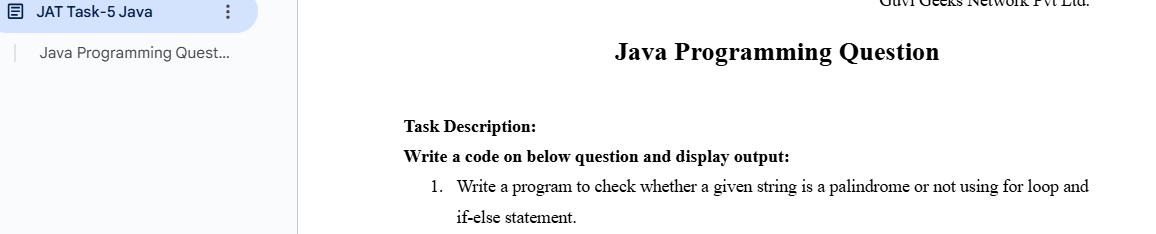 JAT Task-5 Java
Java Programming Quest...
Guvi Geeks Network Pvt Ltd.
Java Programming Question
Task Description:
Write a code on below question and display output:
1. Write a program to check whether a given string is a palindrome or not using for loop and
if-else statement.